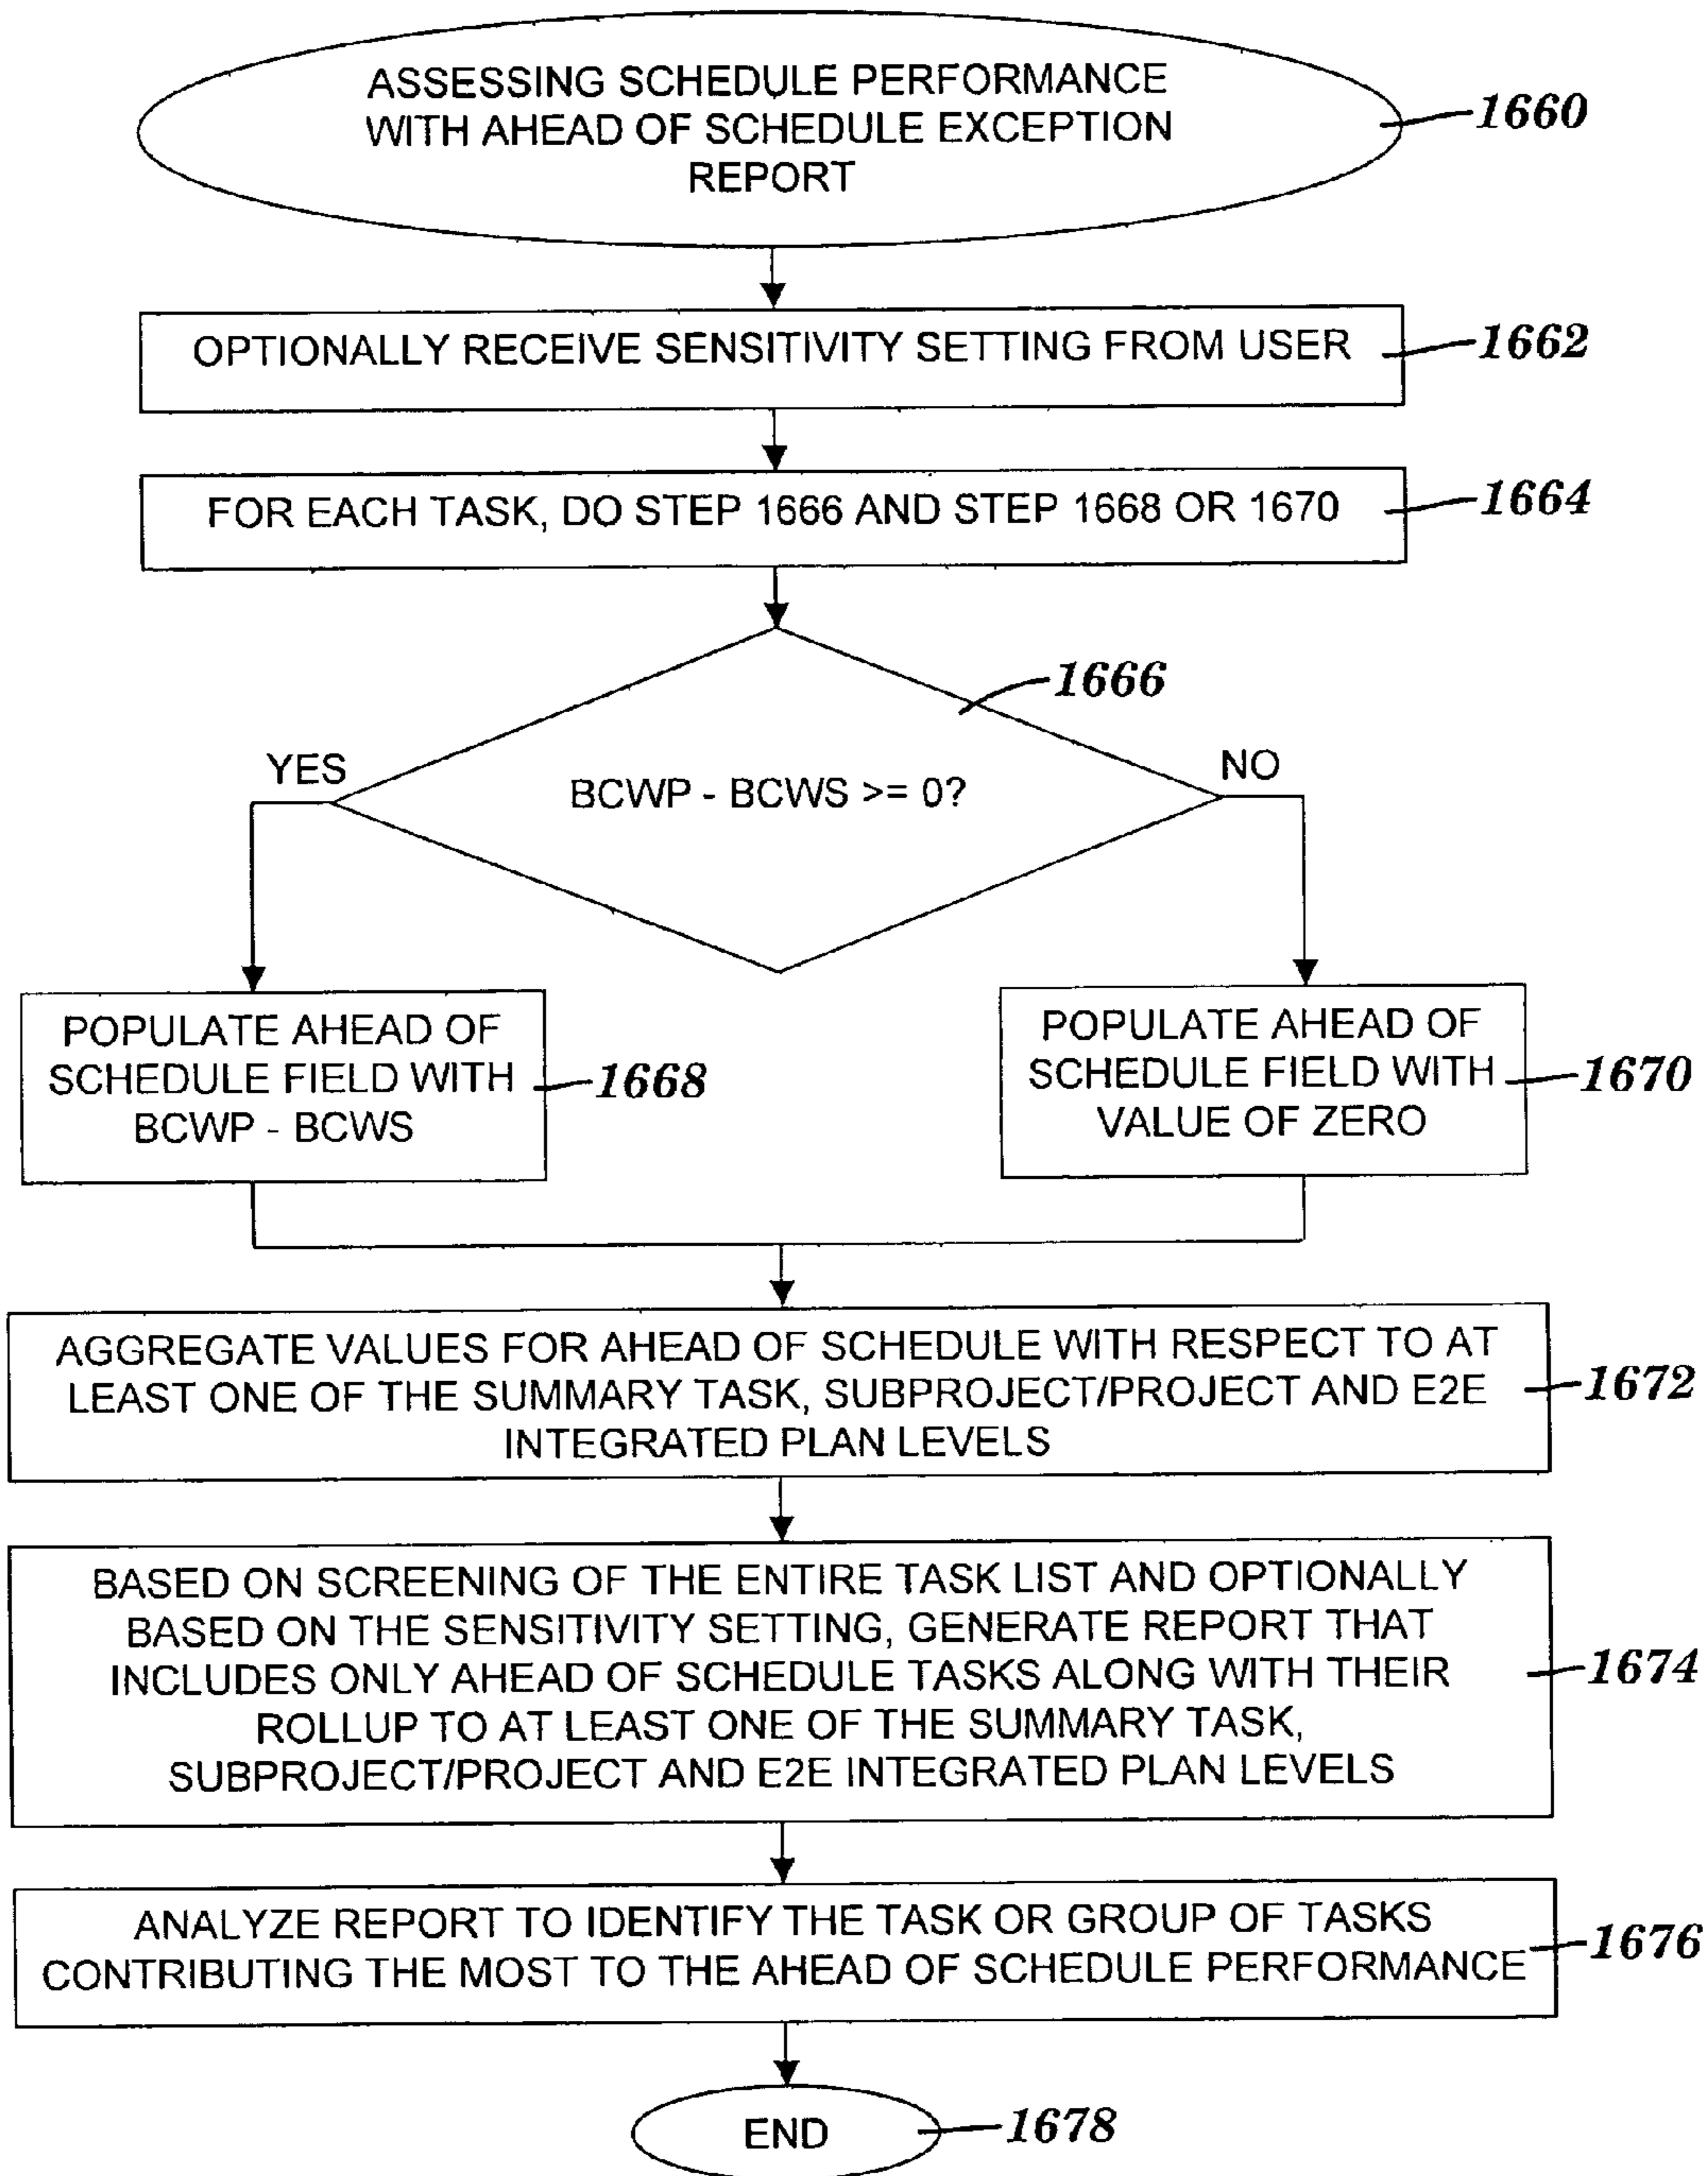 ASSESSING SCHEDULE PERFORMANCE
WITH AHEAD OF SCHEDULE EXCEPTION
REPORT
1660
OPTIONALLY RECEIVE SENSITIVITY SETTING FROM USER
1662
FOR EACH TASK, DO STEP 1666 AND STEP 1668 OR 1670
1664
1666
YES
BCWP - BCWS >= 0?
NO
POPULATE AHEAD OF
SCHEDULE FIELD WITH
BCWP - BCWS
1668
POPULATE AHEAD OF
SCHEDULE FIELD WITH
VALUE OF ZERO
1670
AGGREGATE VALUES FOR AHEAD OF SCHEDULE WITH RESPECT TO AT
LEAST ONE OF THE SUMMARY TASK, SUBPROJECT/PROJECT AND E2E
INTEGRATED PLAN LEVELS
1672
BASED ON SCREENING OF THE ENTIRE TASK LIST AND OPTIONALLY
BASED ON THE SENSITIVITY SETTING, GENERATE REPORT THAT
INCLUDES ONLY AHEAD OF SCHEDULE TASKS ALONG WITH THEIR
ROLLUP TO AT LEAST ONE OF THE SUMMARY TASK,
SUBPROJECT/PROJECT AND E2E INTEGRATED PLAN LEVELS
1674
ANALYZE REPORT TO IDENTIFY THE TASK OR GROUP OF TASKS
CONTRIBUTING THE MOST TO THE AHEAD OF SCHEDULE PERFORMANCE
1676
END
1678